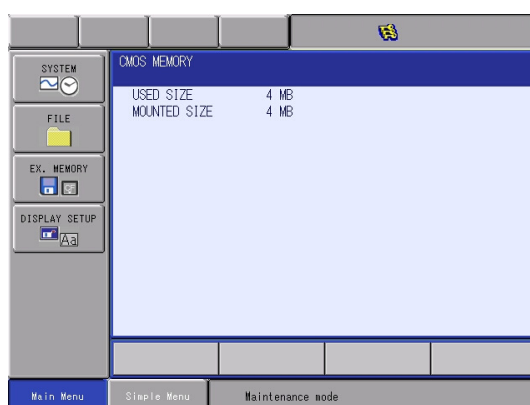 SYSTEM
FILE
EX. MEMORY
DISPLAY SETUP
CMOS MEMORY
USED SIZE 4 MB
MOUNTED SIZE 4 MB
Aa
Main Menu
Simple Menu
Maintenance mode